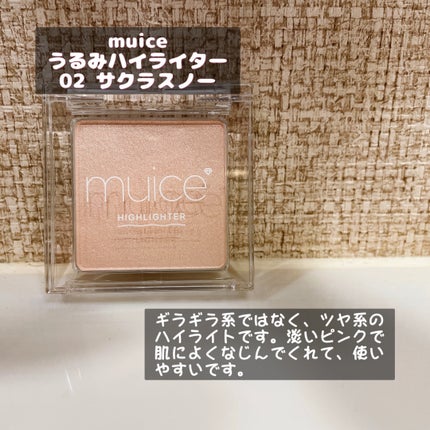 muice
うるみハイライター
02 サクラスノー
muice
HIGHLIGHTER
ギラギラ系ではなく、ツヤ系の
ハイライトです。淡いピンクで
肌によくなじんでくれて、使い
やすいです。